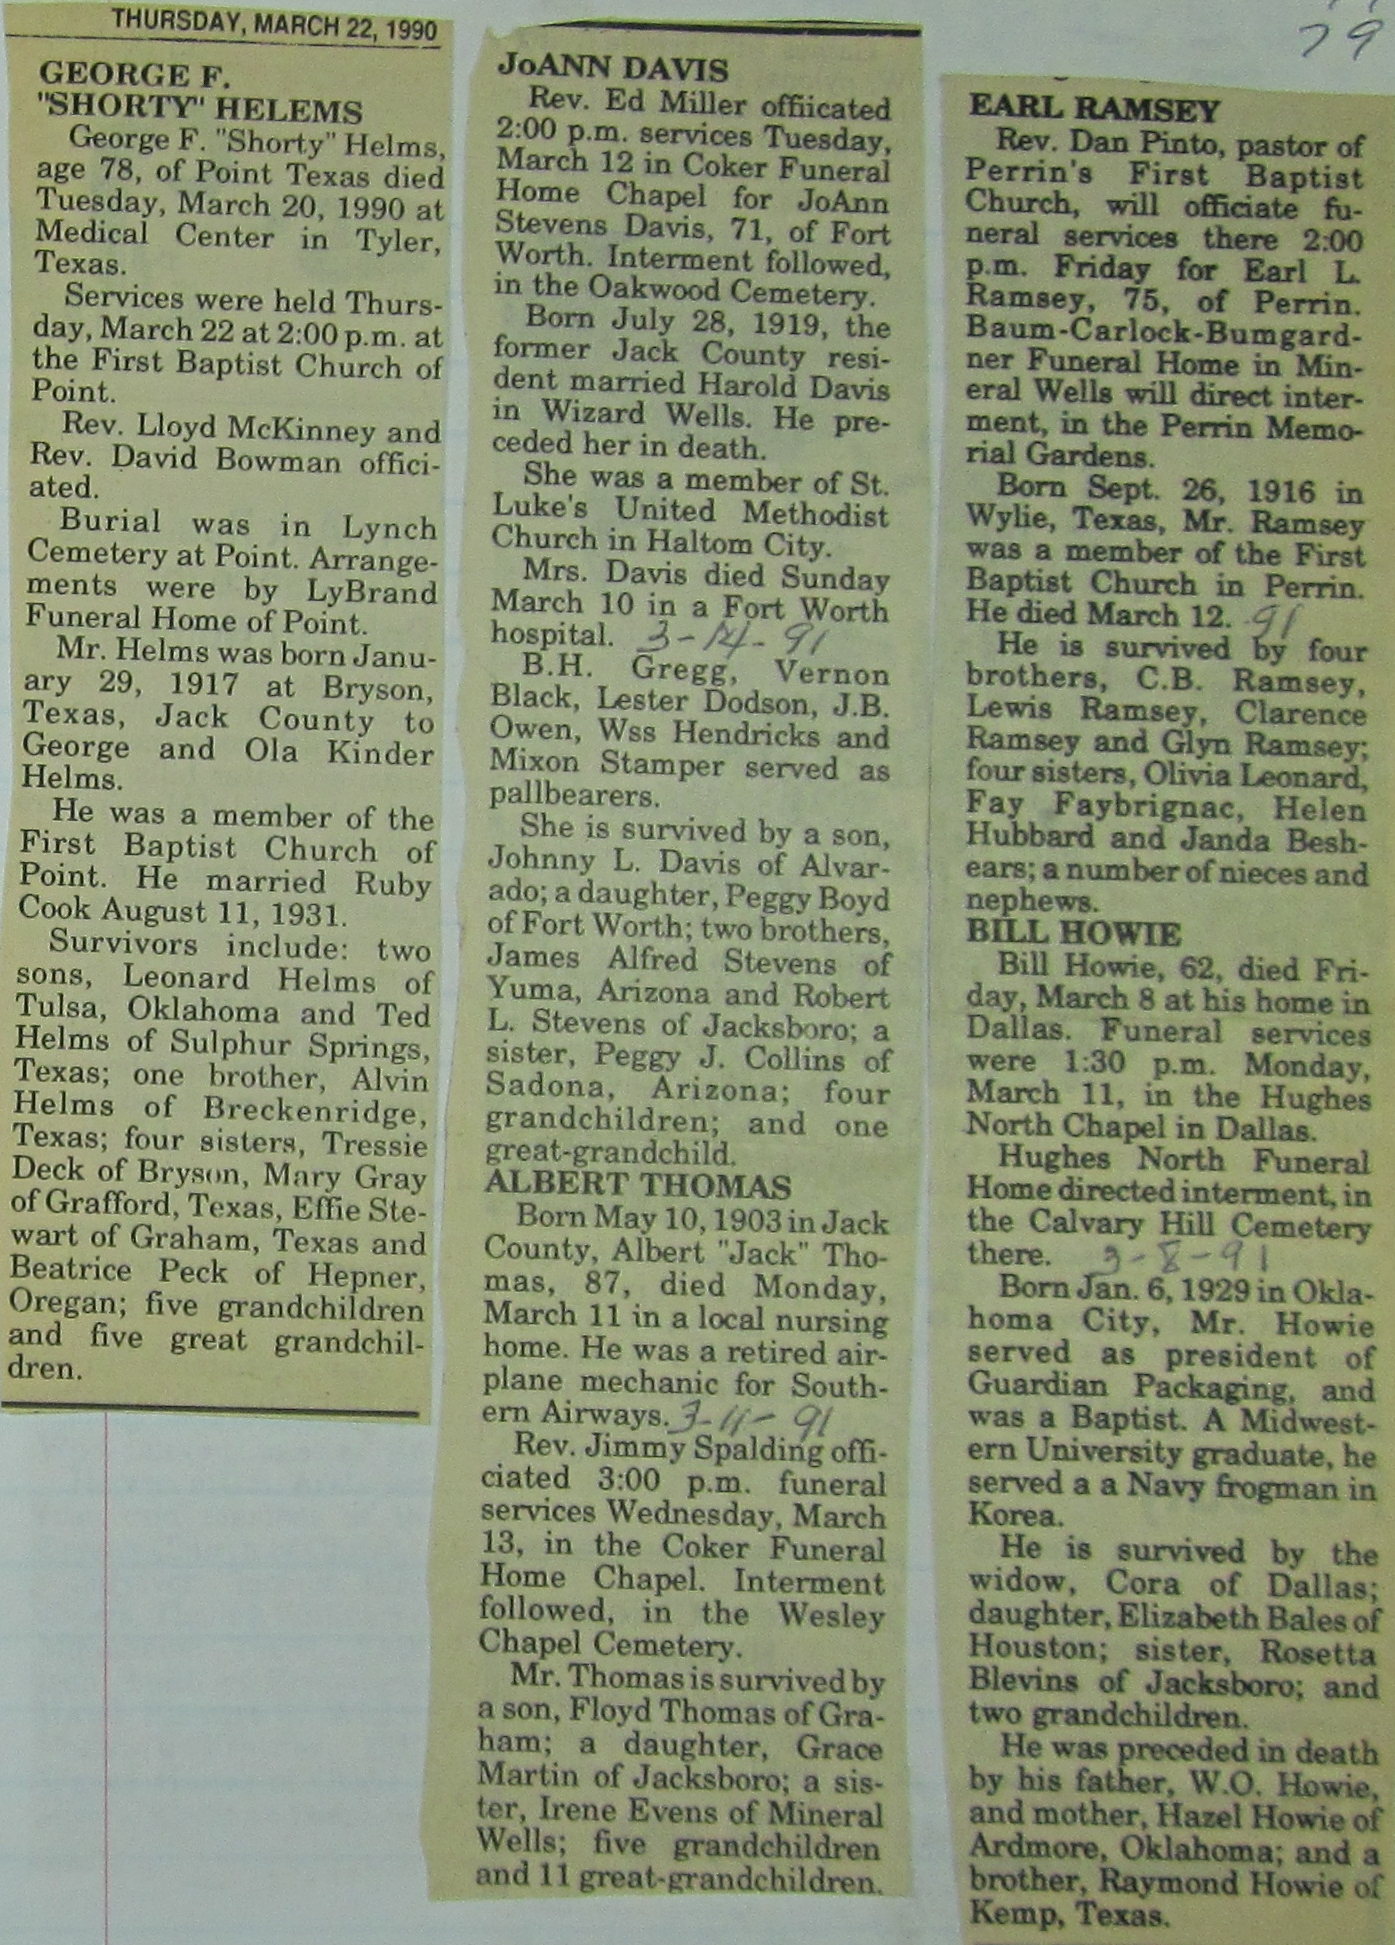 79
THURSDAY, MARCH 22, 1990
GEORGE F.
"SHORTY" HELEMS
George F. "Shorty" Helms,
age 78, of Point Texas died
Tuesday, March 20, 1990 at
Medical Center in Tyler,
Texas.
Services were held Thurs-
day, March 22 at 2:00 p.m. at
the First Baptist Church of
Point.
Rev. Lloyd McKinney and
Rev. David Bowman offici-
ated.
Burial was in Lynch
Cemetery at Point. Arrange-
ments were by LyBrand
Funeral Home of Point.
Mr. Helms was born Janu-
ary 29, 1917 at Bryson,
Texas, Jack County to
George and Ola Kinder
Helms.
He was a member of the
First Baptist Church of
Point. He married Ruby
Cook August 11, 1931.
Survivors include: two
sons, Leonard Helms of
Tulsa, Oklahoma and Ted
Helms of Sulphur Springs,
Texas; one brother, Alvin
Helms of Breckenridge,
Texas; four sisters, Tressie
Deck of Bryson, Mary Gray
of Grafford, Texas, Effie Ste-
wart of Graham, Texas and
Beatrice Peck of Hepner,
Oregan; five grandchildren
and five great grandchil-
dren.
JoANN DAVIS
Rev. Ed Miller offiicated
2:00 p.m. services Tuesday,
March 12 in Coker Funeral
Home Chapel for JoAnn
Stevens Davis, 71, of Fort
Worth. Interment followed,
in the Oakwood Cemetery.
Born July 28, 1919, the
former Jack County resi-
dent married Harold Davis
in Wizard Wells. He pre-
ceded her in death.
She was a member of St.
Luke's United Methodist
Church in Haltom City.
Mrs. Davis died Sunday
March 10 in a Fort Worth
hospital. 3-14-91
B.H. Gregg, Vernon
Black, Lester Dodson, J.B.
Owen, Wss Hendricks and
Mixon Stamper served as
pallbearers.
She is survived by a son,
Johnny L. Davis of Alvar-
ado; a daughter, Peggy Boyd
of Fort Worth; two brothers,
James Alfred Stevens of
Yuma, Arizona and Robert
L. Stevens of Jacksboro; a
sister, Peggy J. Collins of
Sadona, Arizona; four
grandchildren; and one
great-grandchild.
ALBERT THOMAS
Born May 10, 1903 in Jack
County, Albert "Jack" Tho-
mas, 87, died Monday,
March 11 in a local nursing
home. He was a retired air-
plane mechanic for South-
ern Airways. 3-11-91
Rev. Jimmy Spalding offi-
ciated 3:00 p.m. funeral
services Wednesday, March
13, in the Coker Funeral
Home Chapel. Interment
followed, in the Wesley
Chapel Cemetery.
Mr. Thomas is survived by
a son, Floyd Thomas of Gra-
ham; a daughter, Grace
Martin of Jacksboro; a sis-
ter, Irene Evens of Mineral
Wells; five grandchildren
and 11 great-grandchildren.
EARL RAMSEY
Rev. Dan Pinto, pastor of
Perrin's First Baptist
Church, will officiate fu-
neral services there 2:00
p.m. Friday for Earl L.
Ramsey, 75, of Perrin.
Baum-Carlock-Bumgard-
ner Funeral Home in Min-
eral Wells will direct inter-
ment, in the Perrin Memo-
rial Gardens.
Born Sept. 26, 1916 in
Wylie, Texas, Mr. Ramsey
was a member of the First
Baptist Church in Perrin.
He died March 12. 91
He is survived by four
brothers, C.B. Ramsey,
Lewis Ramsey, Clarence
Ramsey and Glyn Ramsey;
four sisters, Olivia Leonard,
Fay Faybrignac, Helen
Hubbard and Janda Besh-
ears; a number of nieces and
nephews.
BILL HOWIE
Bill Howie, 62, died Fri-
day, March 8 at his home in
Dallas. Funeral services
were 1:30 p.m. Monday,
March 11, in the Hughes
North Chapel in Dallas.
Hughes North Funeral
Home directed interment, in
the Calvary Hill Cemetery
there. 3-8-91
Born Jan. 6, 1929 in Okla-
homa City, Mr. Howie
served as president of
Guardian Packaging, and
was a Baptist. A Midwest-
ern University graduate, he
served a a Navy frogman in
Korea.
He is survived by the
widow, Cora of Dallas;
daughter, Elizabeth Bales of
Houston; sister, Rosetta
Blevins of Jacksboro; and
two grandchildren.
He was preceded in death
by his father, W.O. Howie,
and mother, Hazel Howie of
Ardmore, Oklahoma; and a
brother, Raymond Howie of
Kemp, Texas.